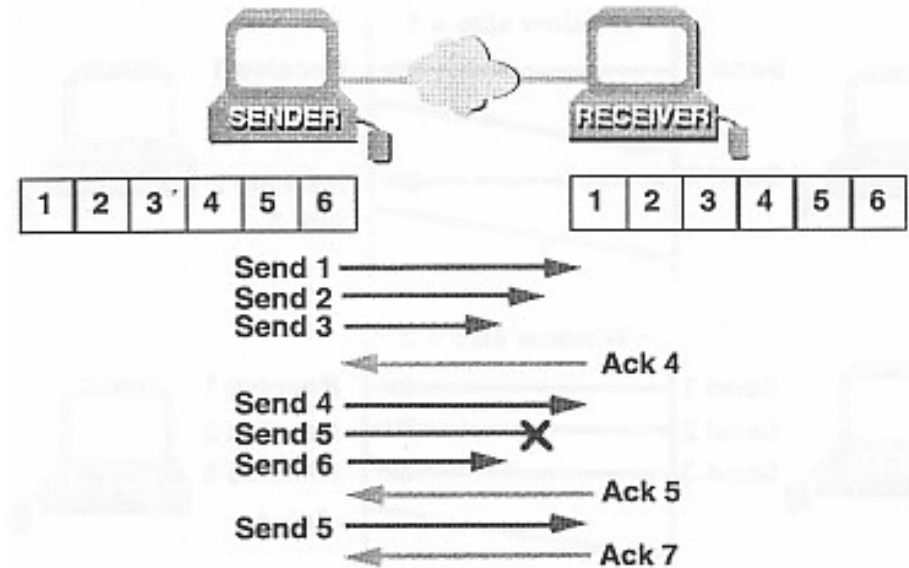 SENDER
RECEIVER
1 2 3 4 5 6
1 2 3 4 5 6
Send 1
Send 2
Send 3
Ack 4
Send 4
Send 5
Send 6
Ack 5
Send 5
Ack 7